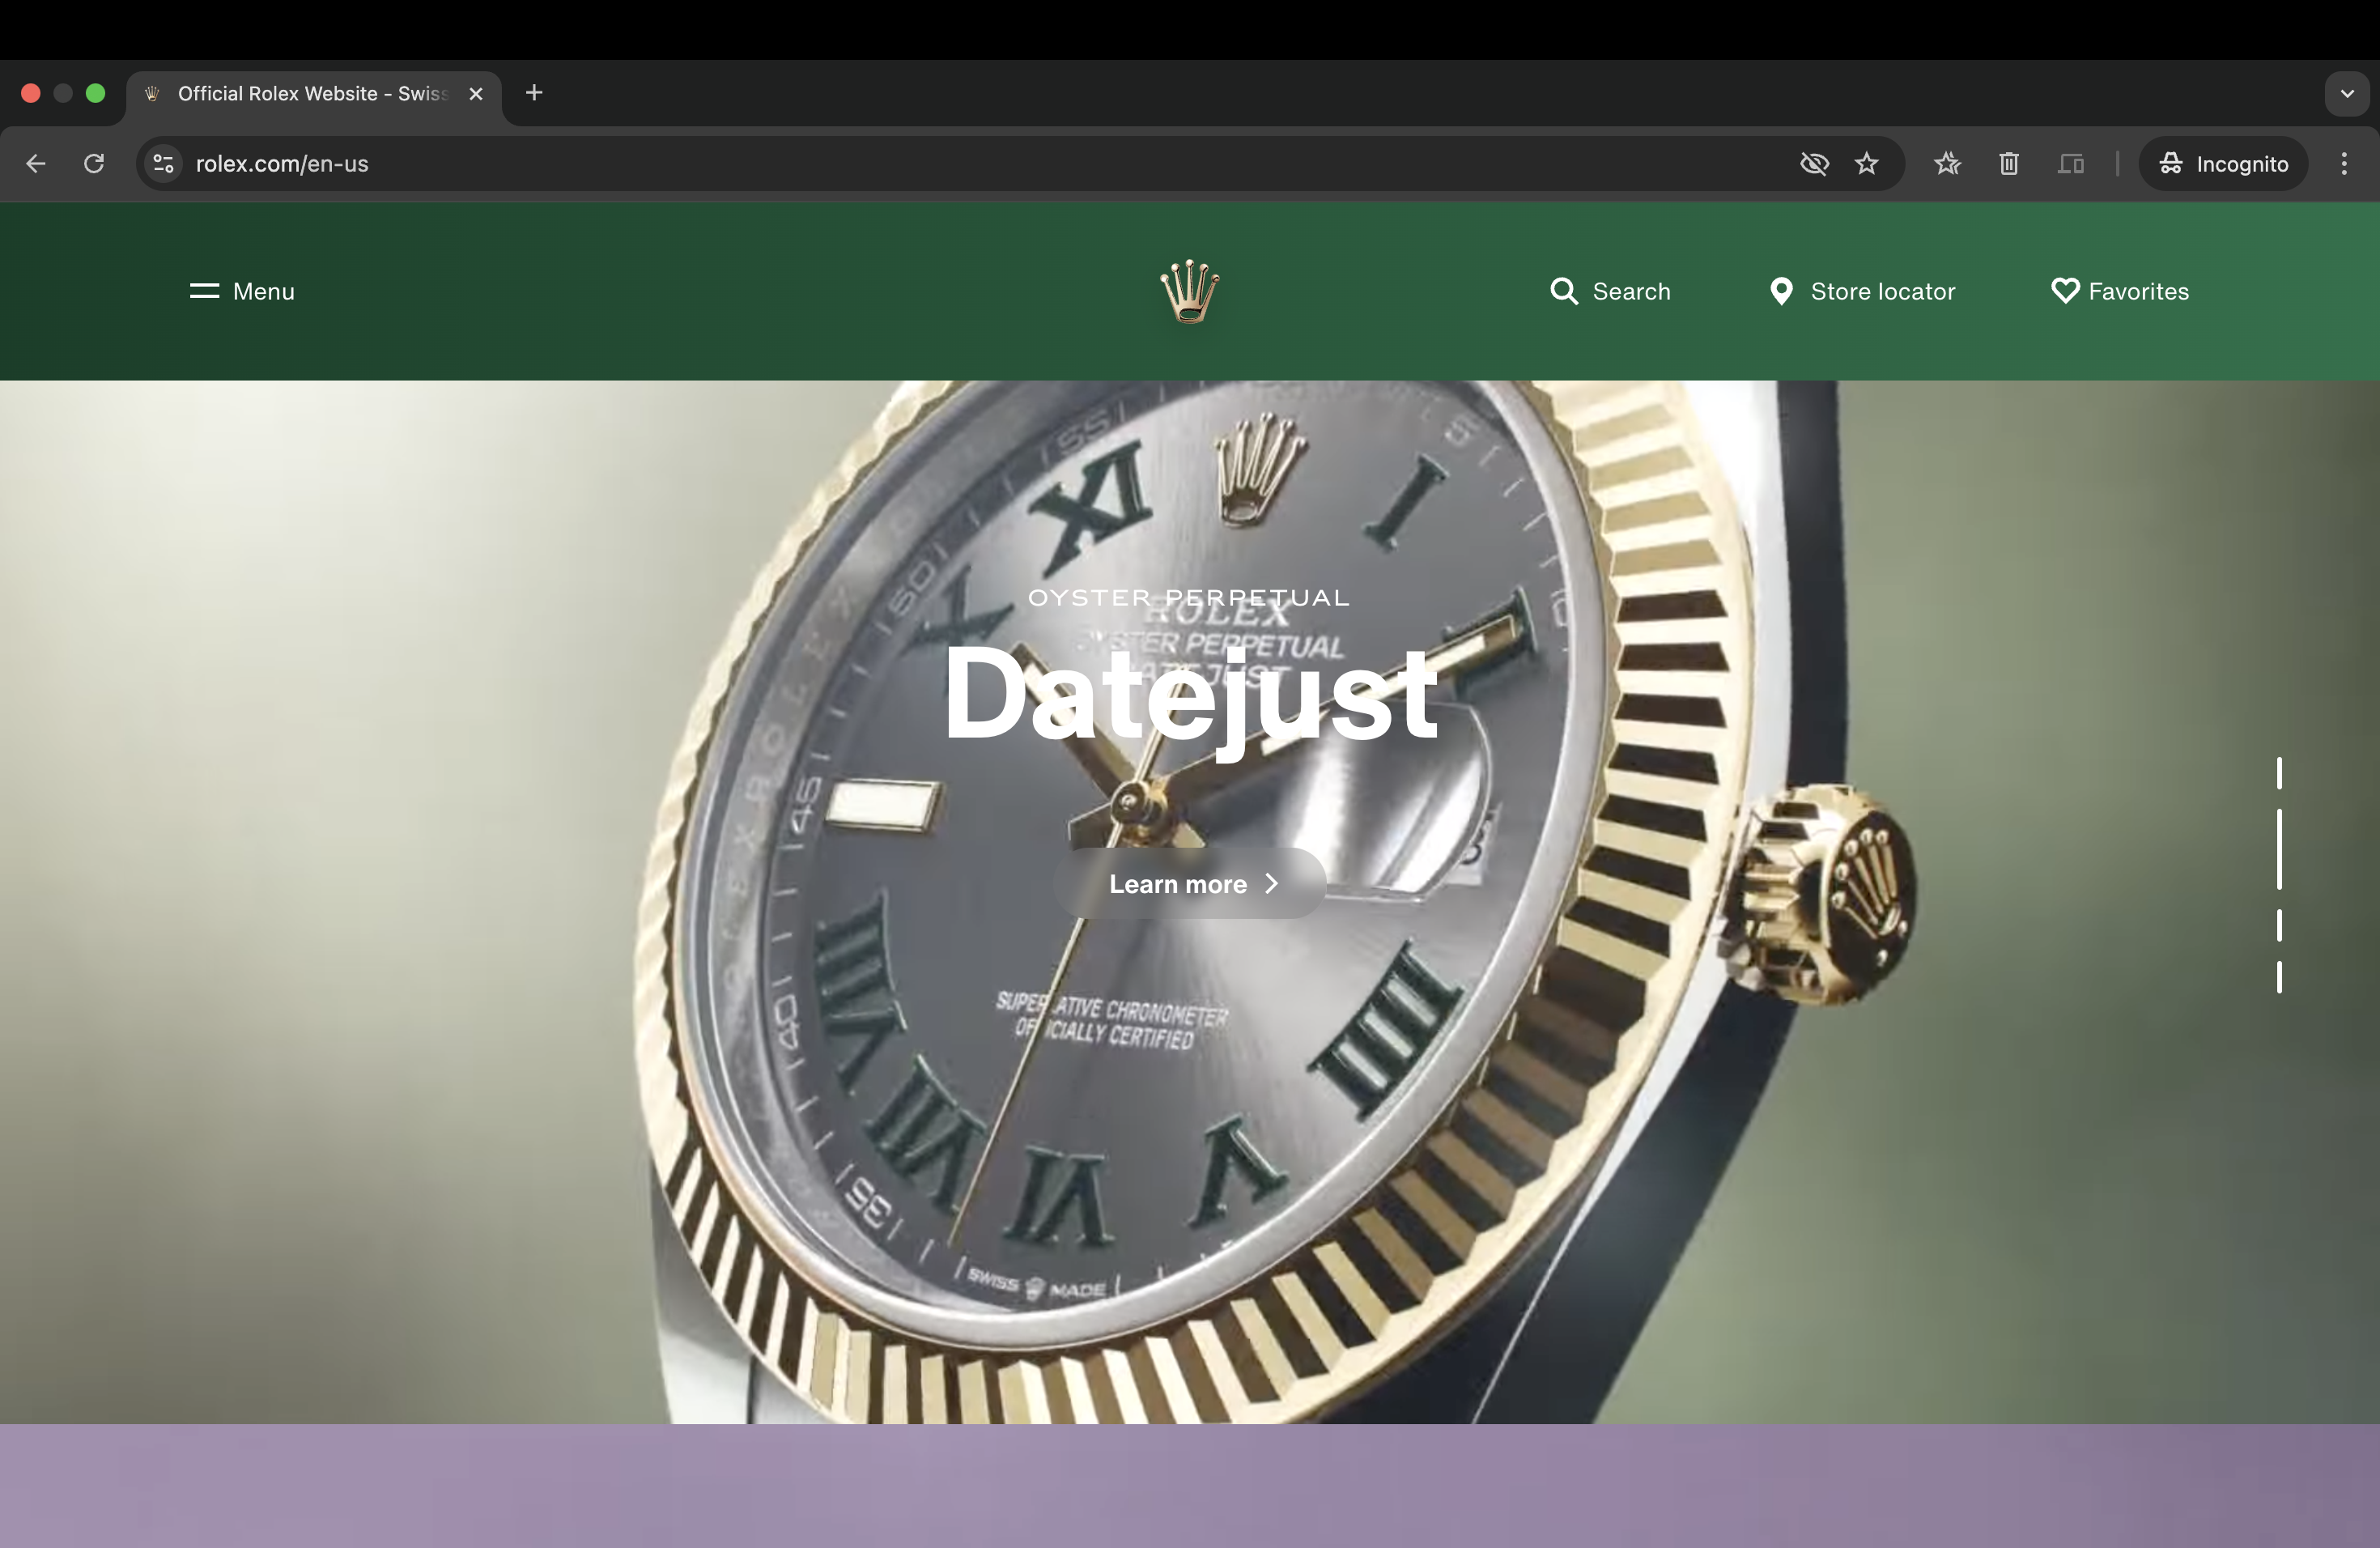 Official Rolex Website - Swiss
rolex.com/en-us
Incognito
Menu
Search
Store locator
Favorites
55
5
XI
I
50
X
II
10
OYSTER PERPETUAL
ROLEX
OYSTER PERPETUAL
DATEJUST
Datejust
45
Learn more
40
VIII
IIII
SUPERLATIVE CHRONOMETER
OFFICIALLY CERTIFIED
VII
VI
V
35
SWISS MADE